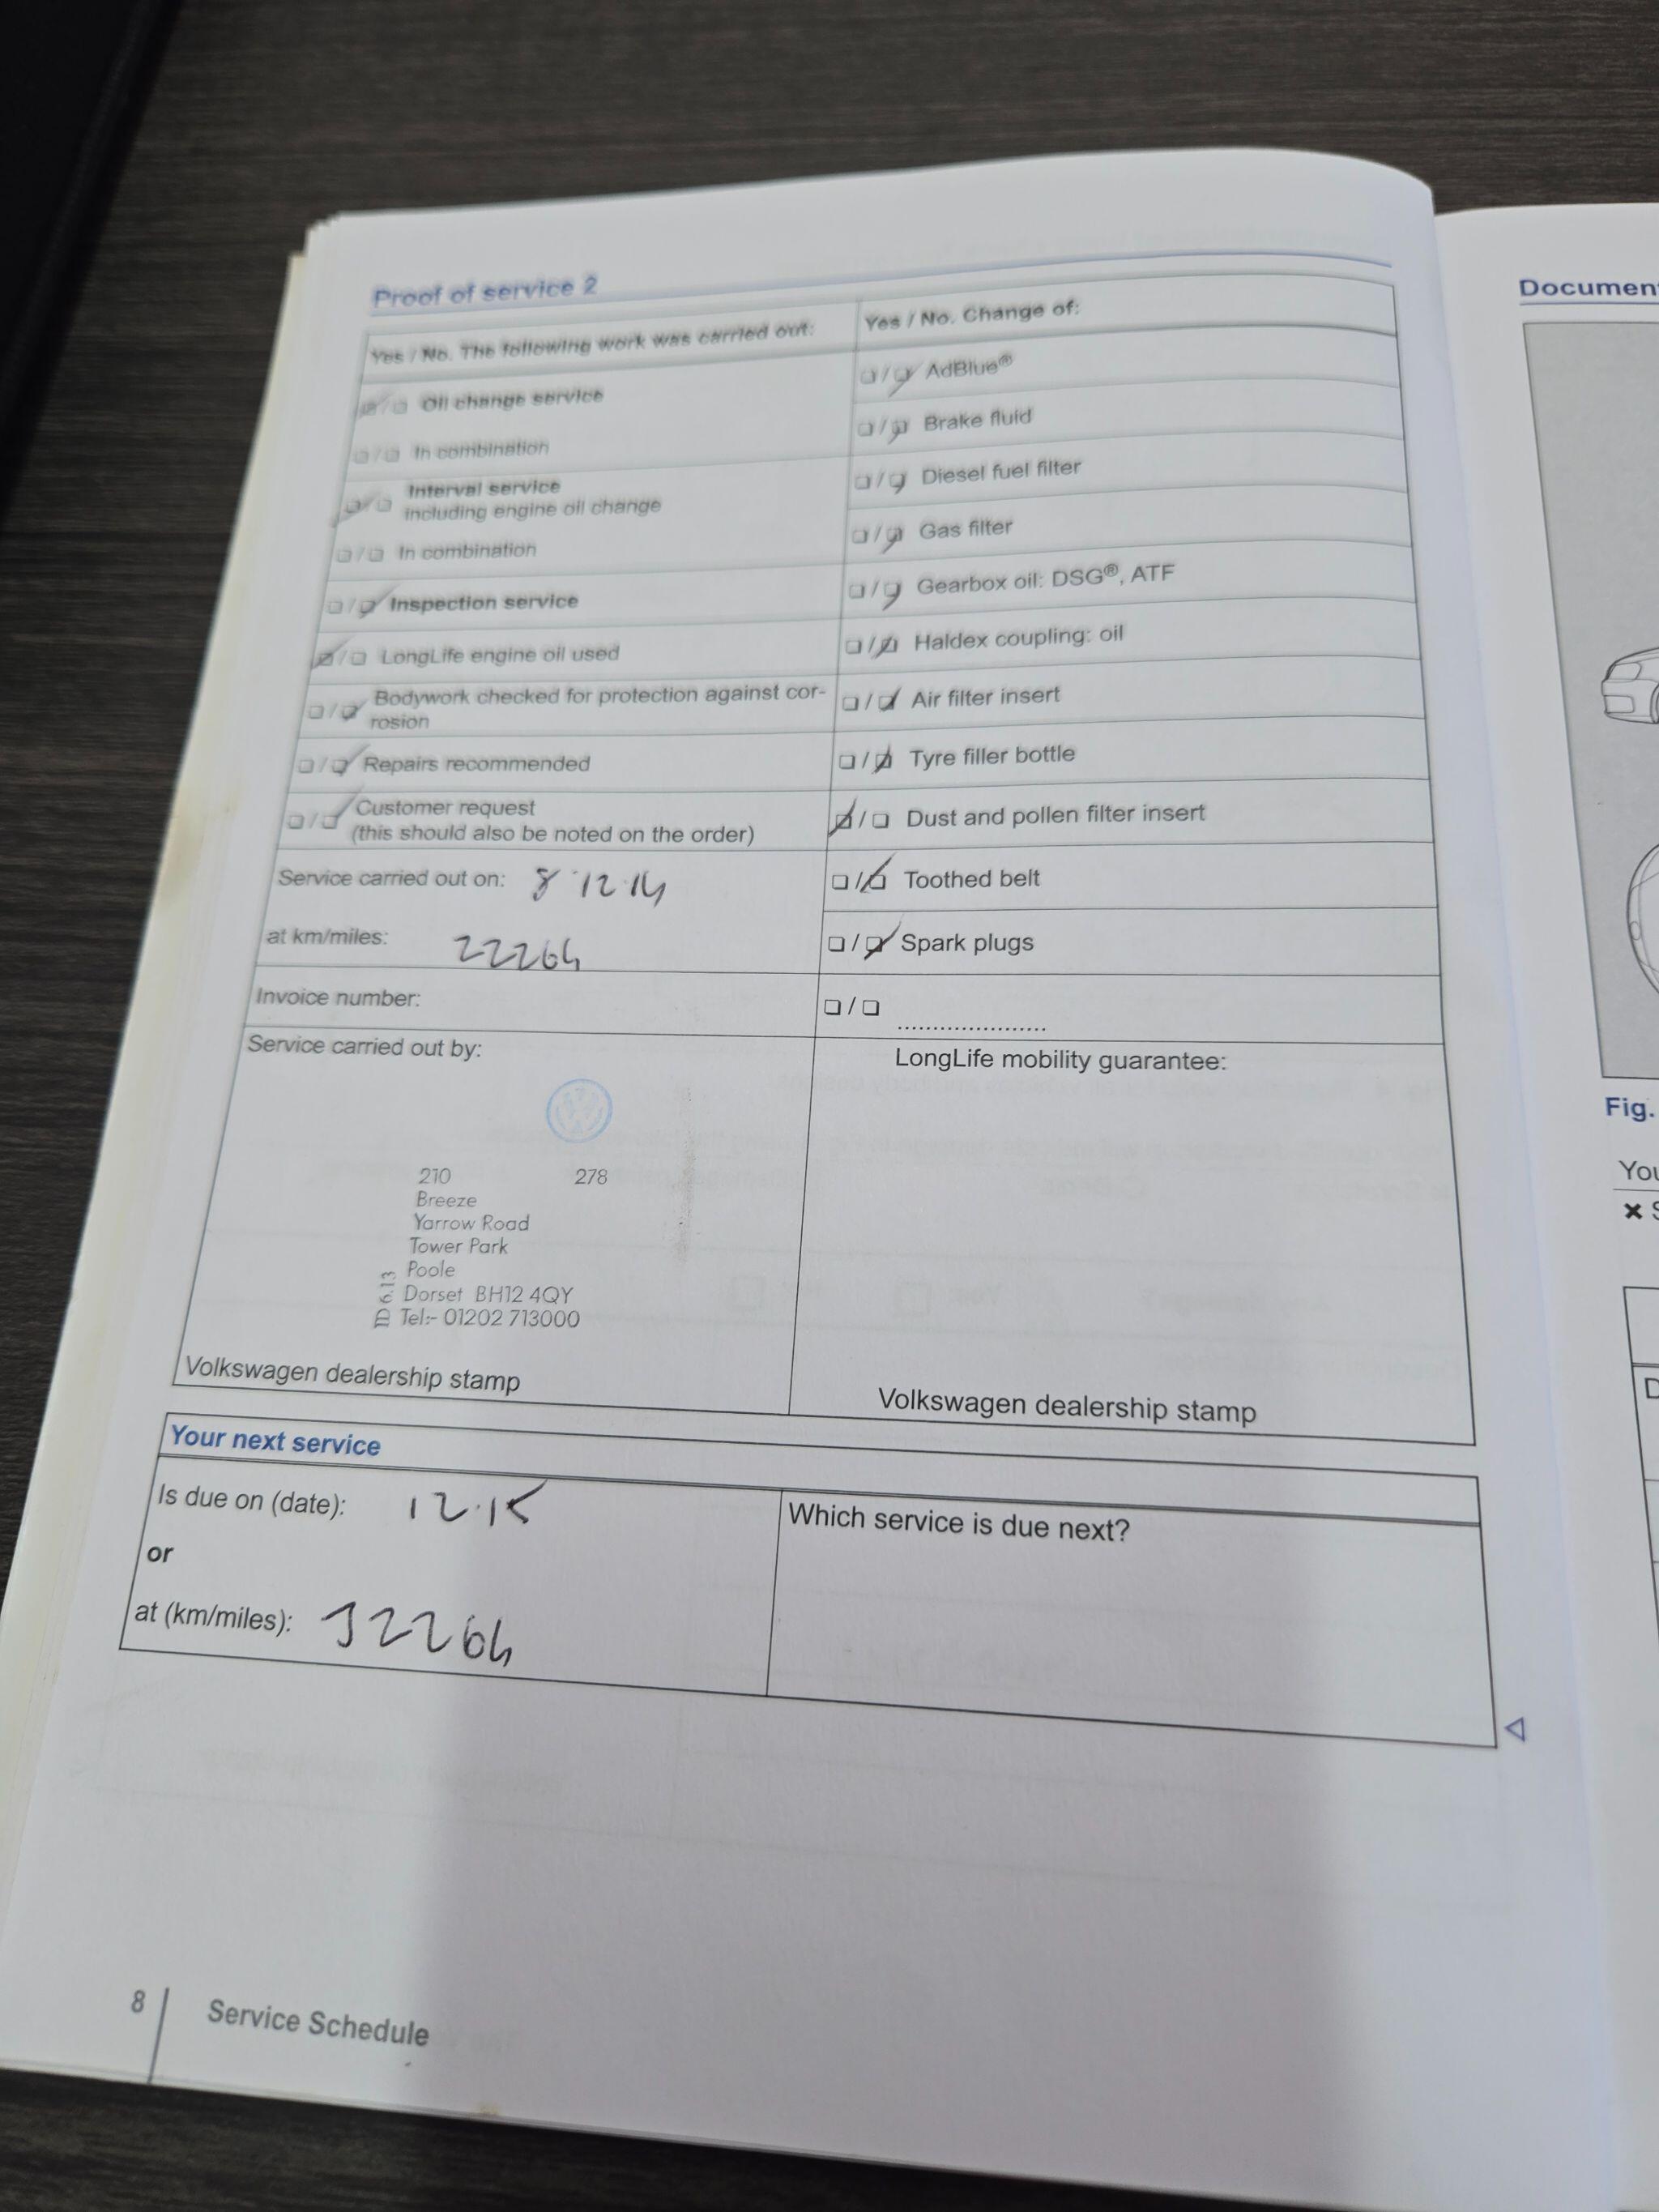 Proof of service 2
Yes / No. The following work was carried out:
Oil change service
In combination
Interval service
including engine oil change
In combination
Inspection service
LongLife engine oil used
Bodywork checked for protection against cor-
rosion
Repairs recommended
Customer request
(this should also be noted on the order)
Service carried out on: 8.12.14
at km/miles: 22264
Invoice number:
Service carried out by:
210 278
Breeze
Yarrow Road
Tower Park
Poole
Dorset BH12 4QY
Tel:- 01202 713000
ID 6.13
Volkswagen dealership stamp
Yes / No. Change of:
AdBlue®
Brake fluid
Diesel fuel filter
Gas filter
Gearbox oil: DSG®, ATF
Haldex coupling: oil
Air filter insert
Tyre filler bottle
Dust and pollen filter insert
Toothed belt
Spark plugs
LongLife mobility guarantee:
Volkswagen dealership stamp
Your next service
Is due on (date): 12.15
or
at (km/miles): 32264
Which service is due next?
8 Service Schedule
Document
Fig.
You